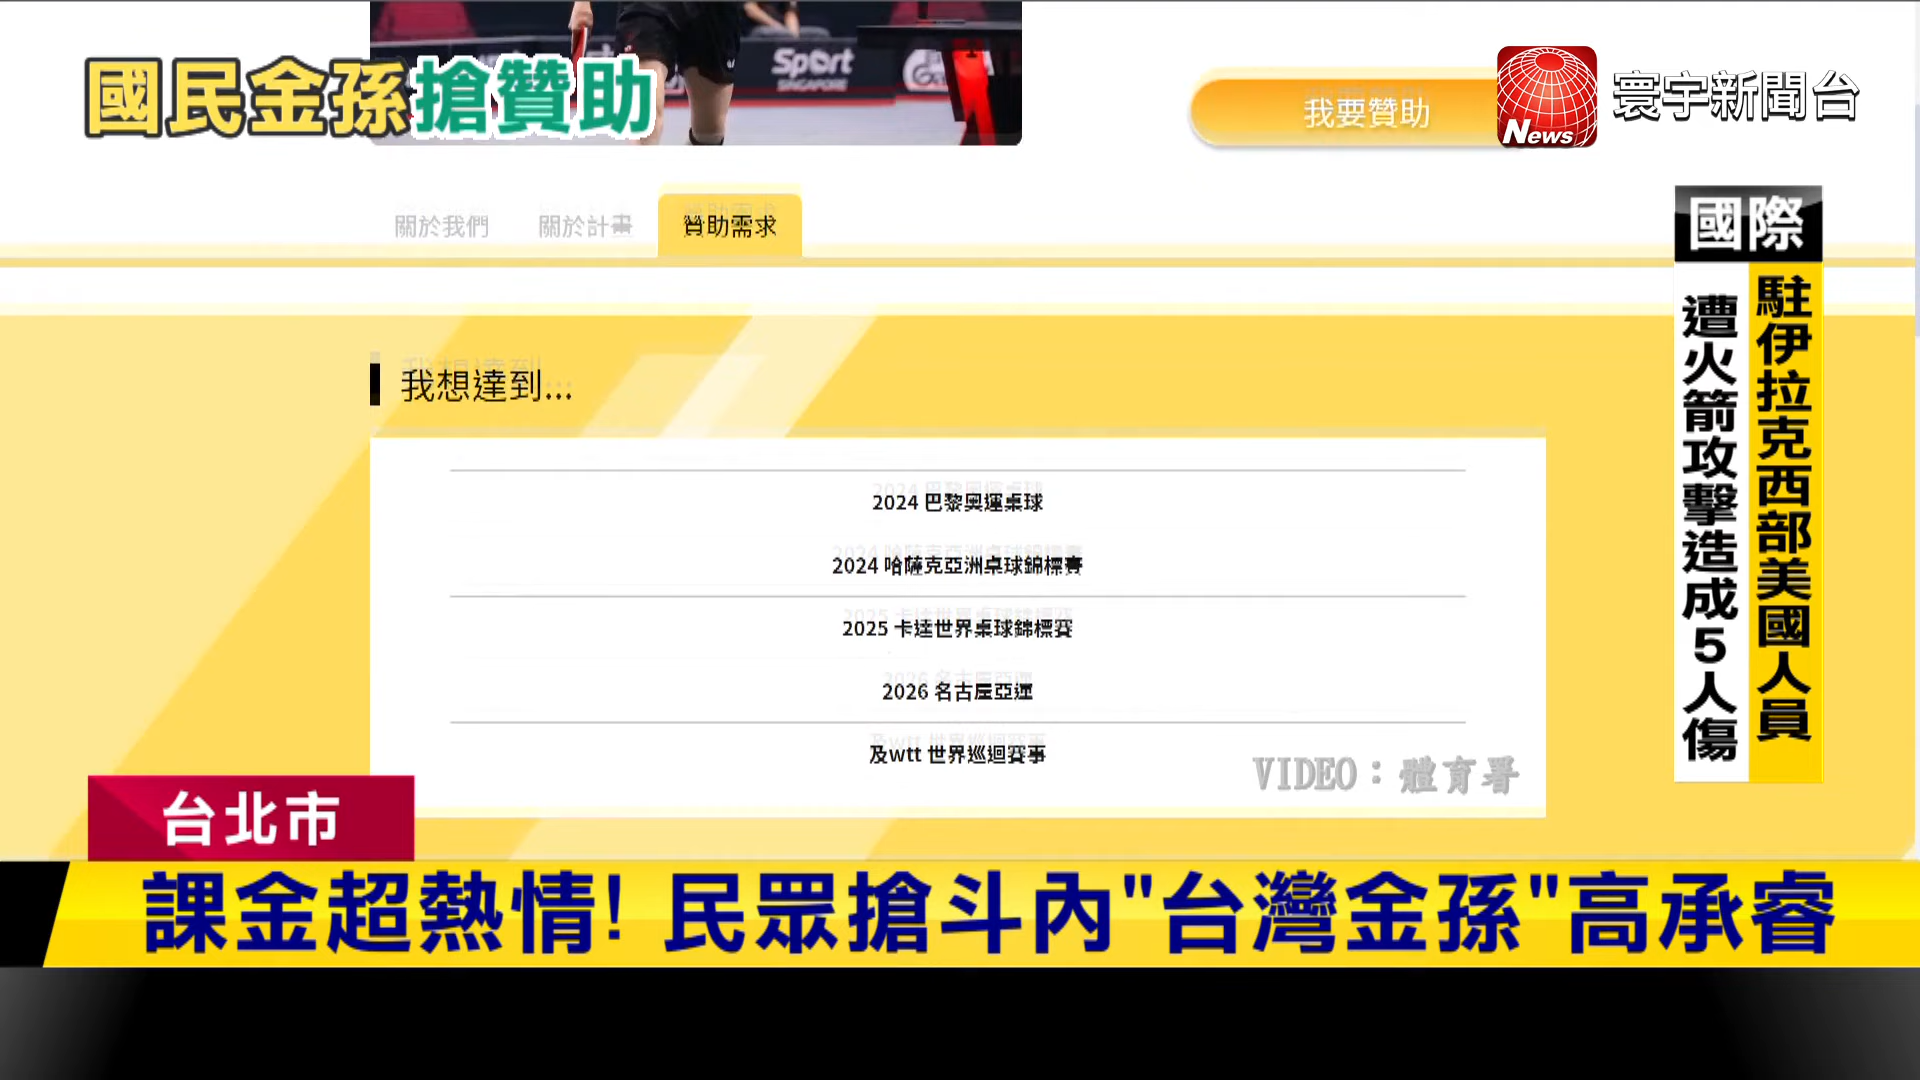 Sport
SINGAPORE
國民金孫搶贊助
我要贊助
News
寰宇新聞台
關於我們
關於計畫
贊助需求
國際
駐伊拉克西部美國人員
遭火箭攻擊造成5人傷
我想達到...
2024 巴黎奧運桌球
2024 哈薩克亞洲桌球錦標賽
2025 卡達世界桌球錦標賽
2026 名古屋亞運
及wtt 世界巡迴賽事
VIDEO：體育署
台北市
課金超熱情! 民眾搶斗內"台灣金孫"高承睿